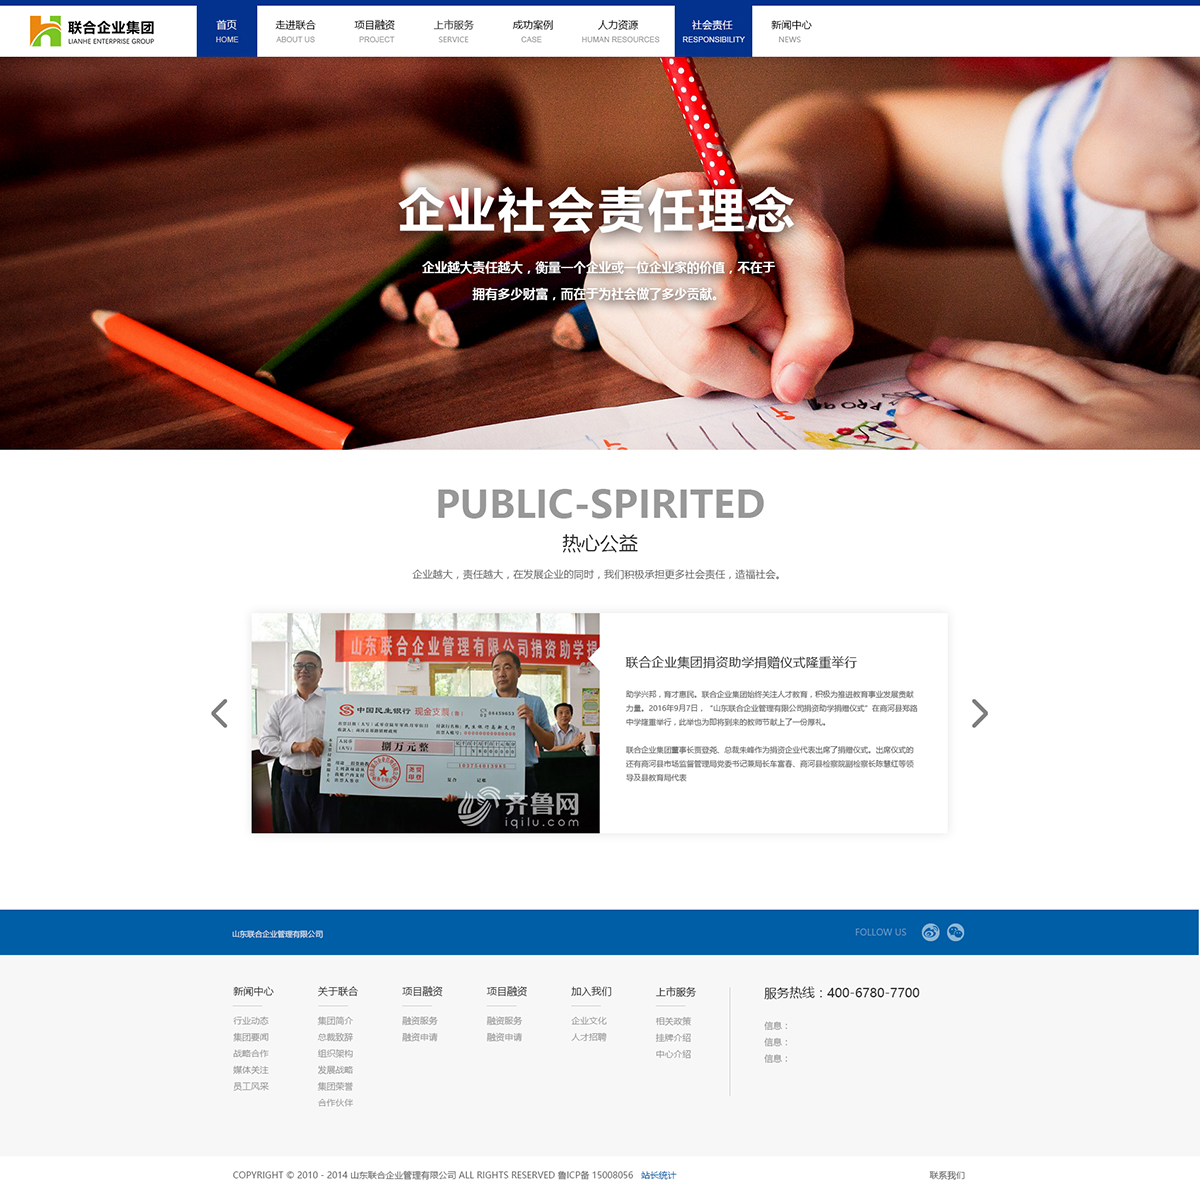 联合企业集团
LIANHE ENTERPRISE GROUP
首页 走进联合 项目融资 上市服务 成功案例 人力资源 社会责任 新闻中心
HOME ABOUT US PROJECT SERVICE CASE HUMAN RESOURCES RESPONSIBILITY NEWS
企业社会责任理念
企业越大责任越大，衡量一个企业或一位企业家的价值，不在于
拥有多少财富，而在于为社会做了多少贡献。
PUBLIC-SPIRITED
热心公益
企业越大，责任越大，在发展企业的同时，我们积极承担更多社会责任，造福社会。
山东联合企业管理有限公司捐资助学捐
中国民生银行 现金支票
捌万元整
齐鲁网
iqilu.com
联合企业集团捐资助学捐赠仪式隆重举行
助学兴邦，育才惠民。联合企业集团始终关注人才教育，积极为推进教育事业发展贡献
力量。2016年9月7日，“山东联合企业管理有限公司捐资助学捐赠仪式”在商河县郑路
中学隆重举行，此举也为即将到来的教师节献上了一份厚礼。
联合企业集团董事长贾登尧、总裁朱峰作为捐资企业代表出席了捐赠仪式。出席仪式的
还有商河县市场监督管理局党委书记兼局长车富春、商河县检察院副检察长陈慧红等领
导及县教育局代表
山东联合企业管理有限公司
FOLLOW US
新闻中心 关于联合 项目融资 项目融资 加入我们 上市服务
服务热线：400-6780-7700
行业动态 集团简介 融资服务 融资服务 企业文化 相关政策
信息：
集团要闻 总裁致辞 融资申请 融资申请 人才招聘 挂牌介绍
信息：
战略合作 组织架构 中心介绍
信息：
媒体关注 发展战略
员工风采 集团荣誉
合作伙伴
COPYRIGHT © 2010 - 2014 山东联合企业管理有限公司 ALL RIGHTS RESERVED 鲁ICP备 15008056 站长统计
联系我们